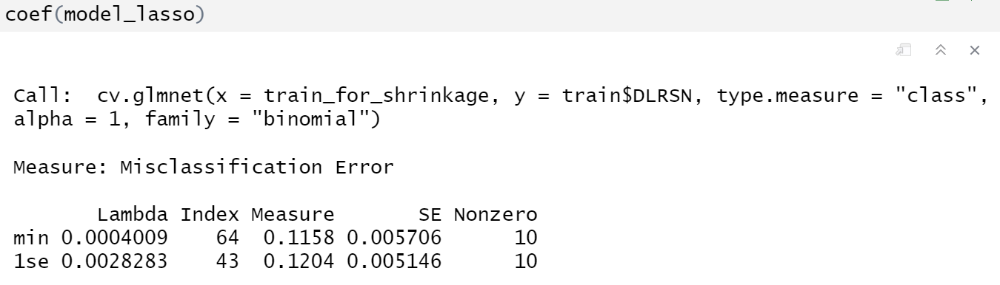 coef(model_lasso)
Call:  cv.glmnet(x = train_for_shrinkage, y = train$DLRSN, type.measure = "class",
alpha = 1, family = "binomial")
Measure: Misclassification Error
Lambda Index Measure SE Nonzero
min 0.0004009 64 0.1158 0.005706 10
1se 0.0028283 43 0.1204 0.005146 10